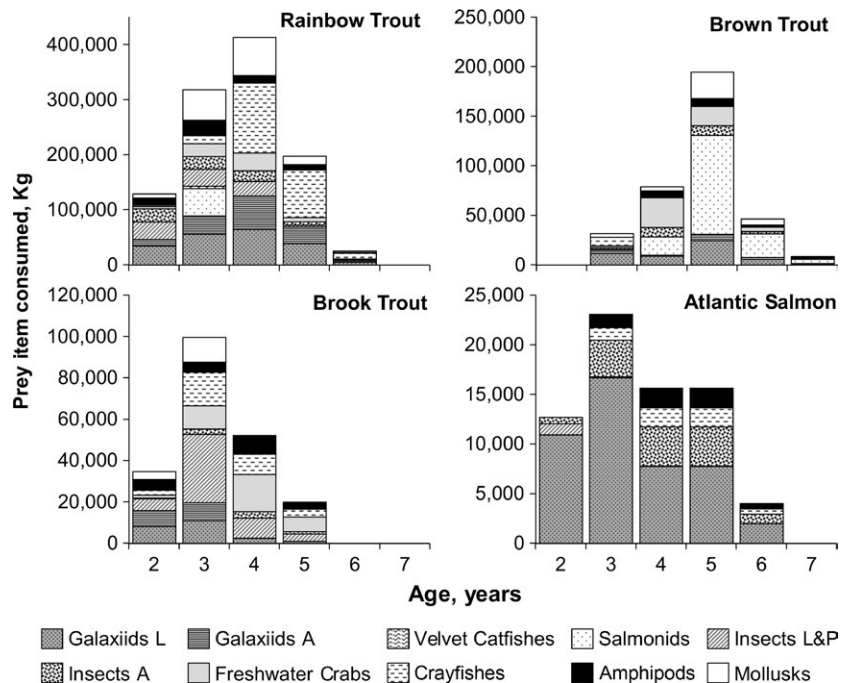 Rainbow Trout
400,000
300,000
200,000
100,000
0
Brown Trout
250,000
200,000
150,000
100,000
50,000
0
Prey item consumed, Kg
Brook Trout
120,000
100,000
80,000
60,000
40,000
20,000
0
2 3 4 5 6 7
Atlantic Salmon
25,000
20,000
15,000
10,000
5,000
0
2 3 4 5 6 7
Age, years
Galaxiids L Galaxiids A Velvet Catfishes Salmonids Insects L&P
Insects A Freshwater Crabs Crayfishes Amphipods Mollusks